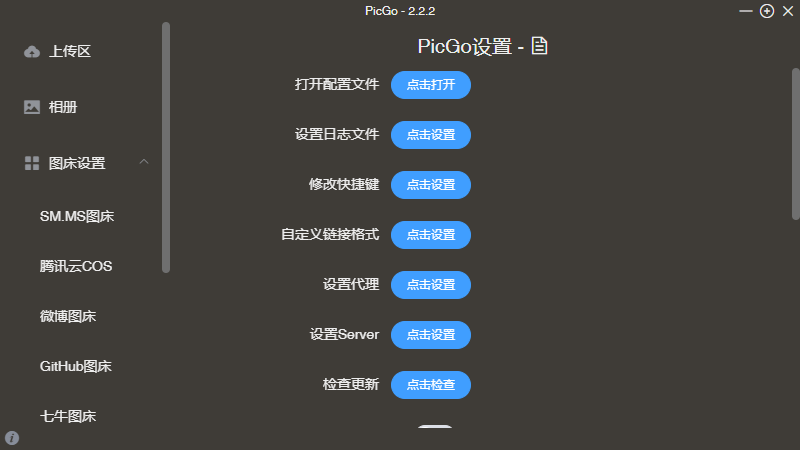 PicGo - 2.2.2
上传区
相册
图床设置
SM.MS图床
腾讯云COS
微博图床
GitHub图床
七牛图床
PicGo设置 -
打开配置文件 点击打开
设置日志文件 点击设置
修改快捷键 点击设置
自定义链接格式 点击设置
设置代理 点击设置
设置Server 点击设置
检查更新 点击检查